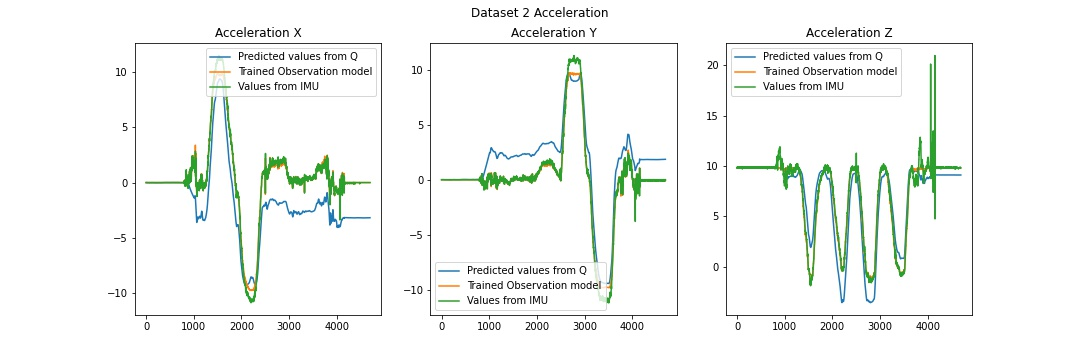 Dataset 2 Acceleration
Acceleration X
Predicted values from Q
Trained Observation model
Values from IMU
10
5
0
−5
−10
0 1000 2000 3000 4000
Acceleration Y
10
5
0
−5
−10
Predicted values from Q
Trained Observation model
Values from IMU
0 1000 2000 3000 4000
Acceleration Z
Predicted values from Q
Trained Observation model
Values from IMU
20
15
10
5
0
0 1000 2000 3000 4000